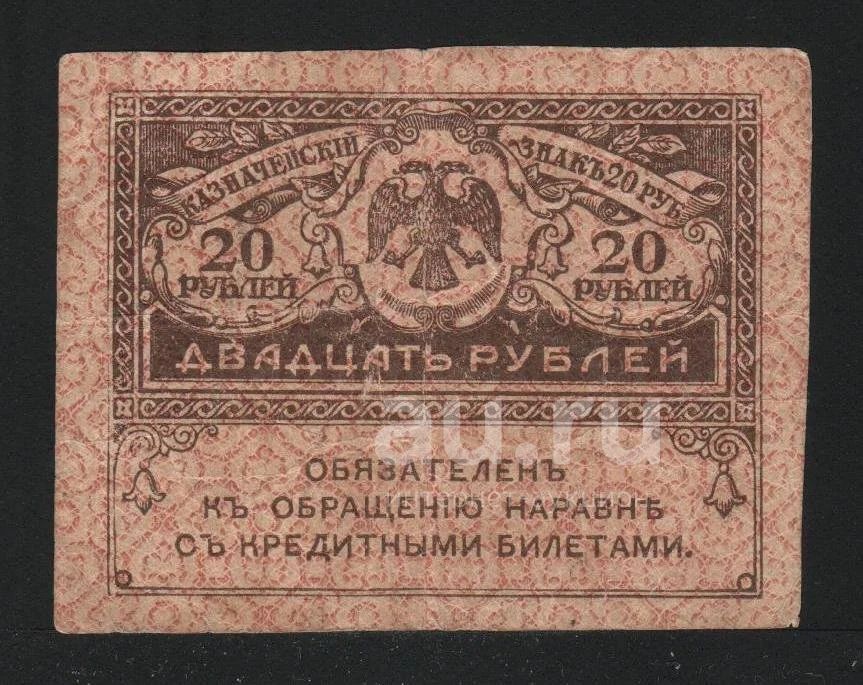 КАЗНАЧЕЙСКІЙ
ЗНАКЪ 20 РУБ.
20
РУБЛЕЙ
20
РУБЛЕЙ
ДВАДЦАТЬ РУБЛЕЙ
au.ru
ОБЯЗАТЕЛЕНЪ
КЪ ОБРАЩЕНІЮ НАРАВНѢ
СЪ КРЕДИТНЫМИ БИЛЕТАМИ.